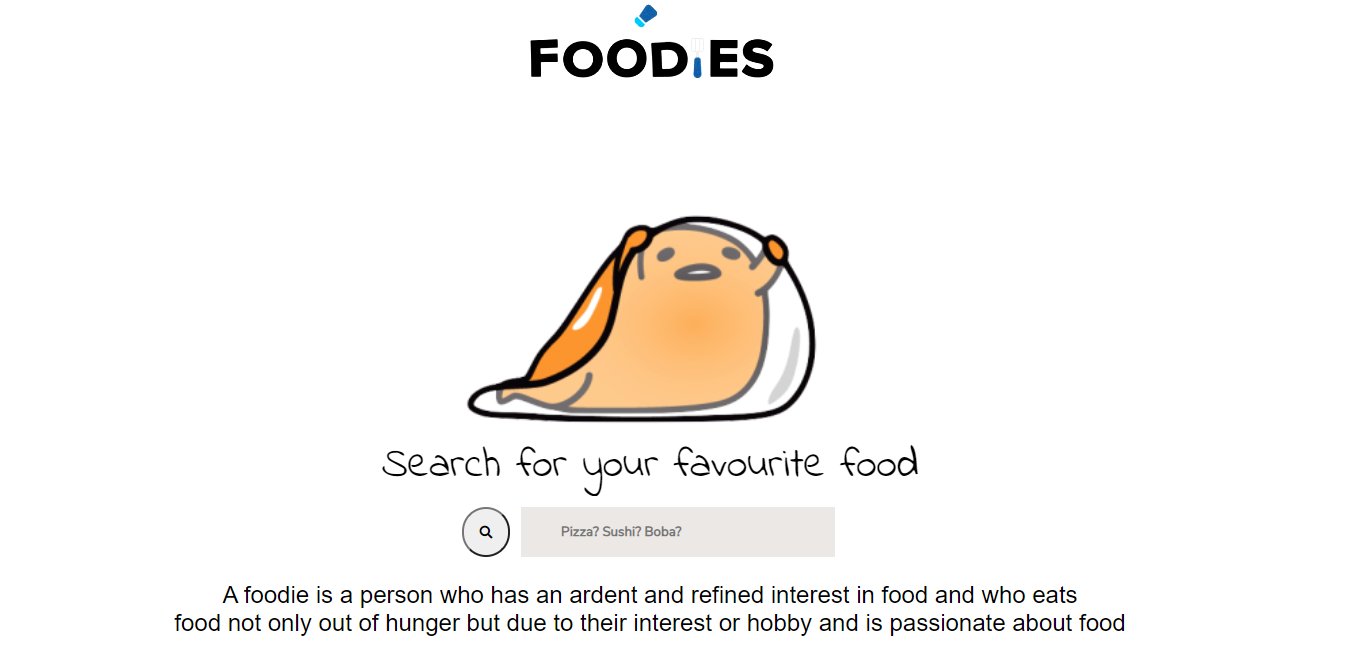 FOODIES
Search for your favourite food
Pizza? Sushi? Boba?
A foodie is a person who has an ardent and refined interest in food and who eats
food not only out of hunger but due to their interest or hobby and is passionate about food